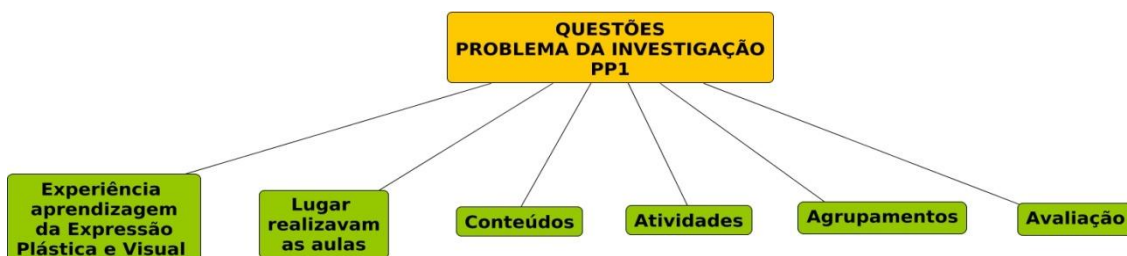 QUESTÕES
PROBLEMA DA INVESTIGAÇÃO
PP1
Experiência
aprendizagem
da Expressão
Plástica e Visual
Lugar
realizavam
as aulas
Conteúdos
Atividades
Agrupamentos
Avaliação